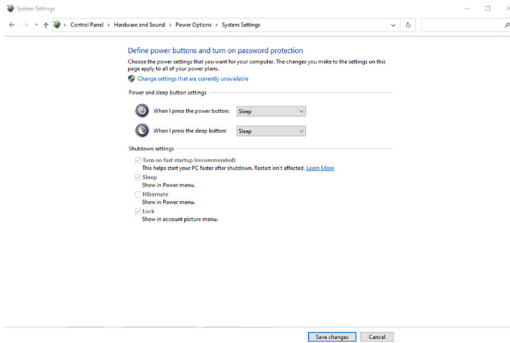 System Settings
Control Panel › Hardware and Sound › Power Options › System Settings
Define power buttons and turn on password protection
Choose the power settings that you want for your computer. The changes you make to the settings on this
page apply to all of your power plans.
Change settings that are currently unavailable
Power and sleep button settings
When I press the power button: Sleep
When I press the sleep button: Sleep
Shutdown settings
Turn on fast startup (recommended)
This helps start your PC faster after shutdown. Restart isn't affected. Learn More
Sleep
Show in Power menu.
Hibernate
Show in Power menu.
Lock
Show in account picture menu.
Save changes Cancel